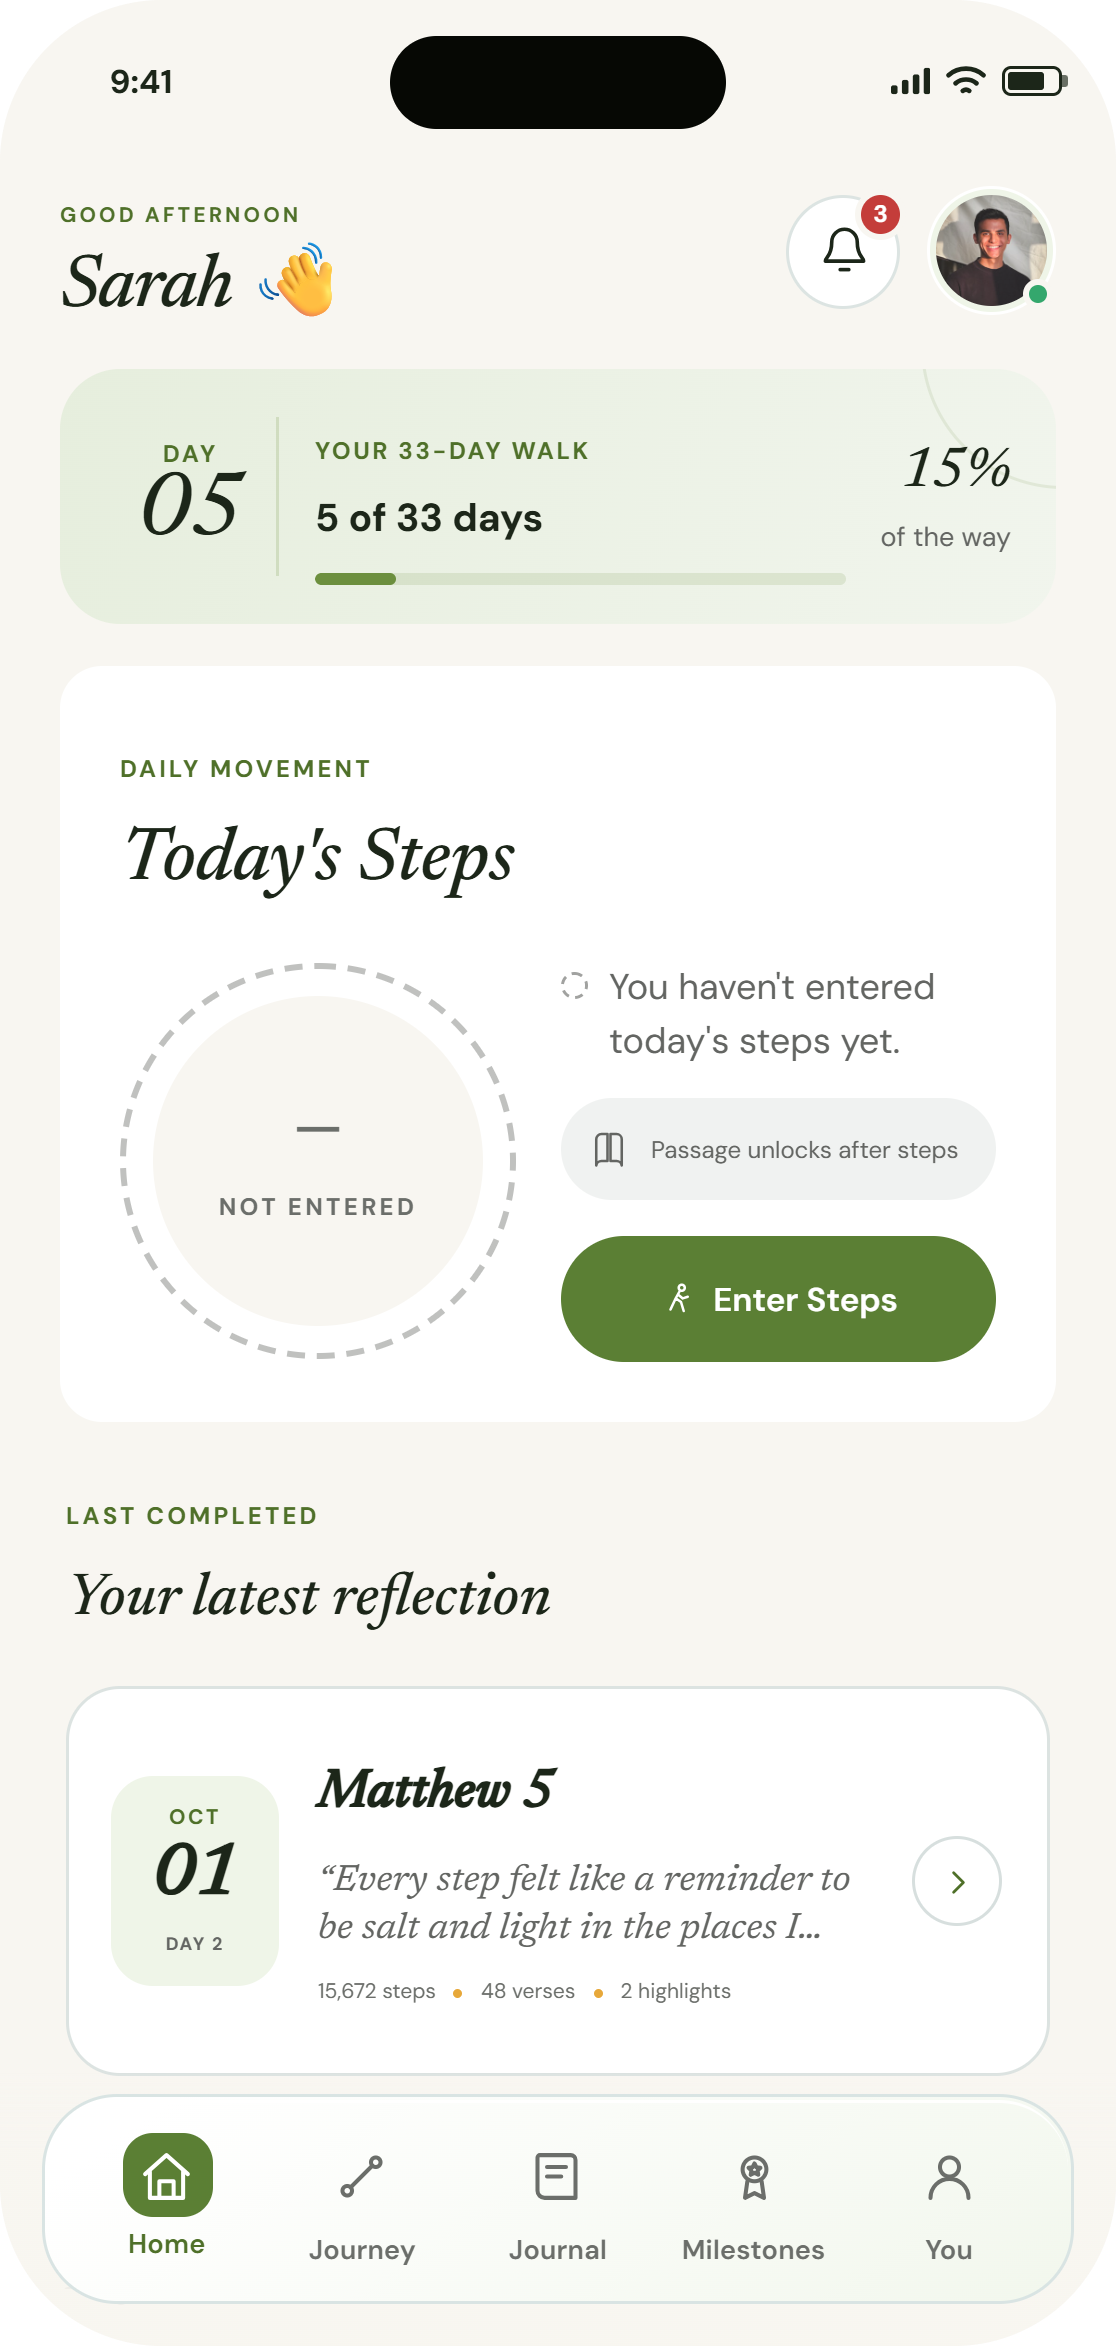 9:41
GOOD AFTERNOON
Sarah 👋
3
DAY
05
YOUR 33-DAY WALK
5 of 33 days
15%
of the way
DAILY MOVEMENT
Today's Steps
—
NOT ENTERED
You haven't entered
today's steps yet.
Passage unlocks after steps
Enter Steps
LAST COMPLETED
Your latest reflection
OCT
01
DAY 2
Matthew 5
“Every step felt like a reminder to
be salt and light in the places I...
15,672 steps • 48 verses • 2 highlights
Home
Journey
Journal
Milestones
You